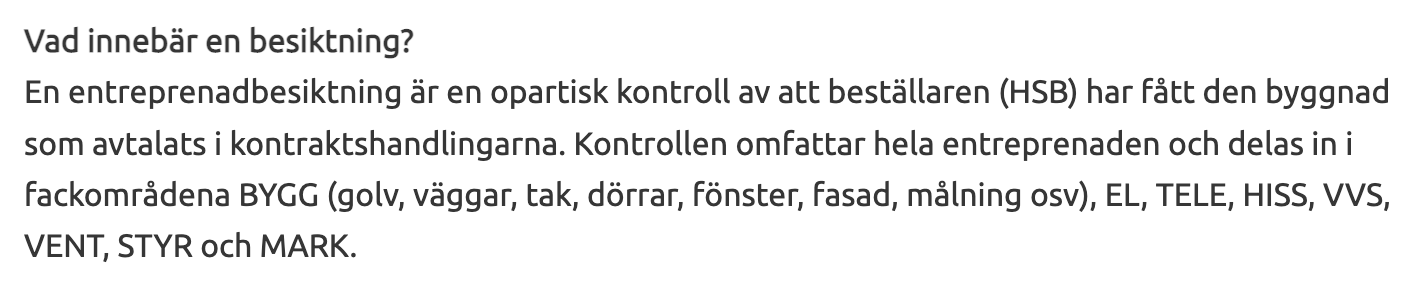 Vad innebär en besiktning?
En entreprenadbesiktning är en opartisk kontroll av att beställaren (HSB) har fått den byggnad
som avtalats i kontraktshandlingarna. Kontrollen omfattar hela entreprenaden och delas in i
fackområdena BYGG (golv, väggar, tak, dörrar, fönster, fasad, målning osv), EL, TELE, HISS, VVS,
VENT, STYR och MARK.